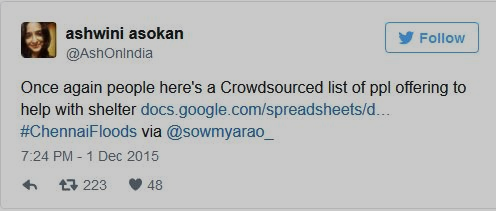 ashwini asokan
@AshOnIndia
Follow
Once again people here's a Crowdsourced list of ppl offering to
help with shelter docs.google.com/spreadsheets/d…
#ChennaiFloods via @sowmyarao_
7:24 PM - 1 Dec 2015
223 48